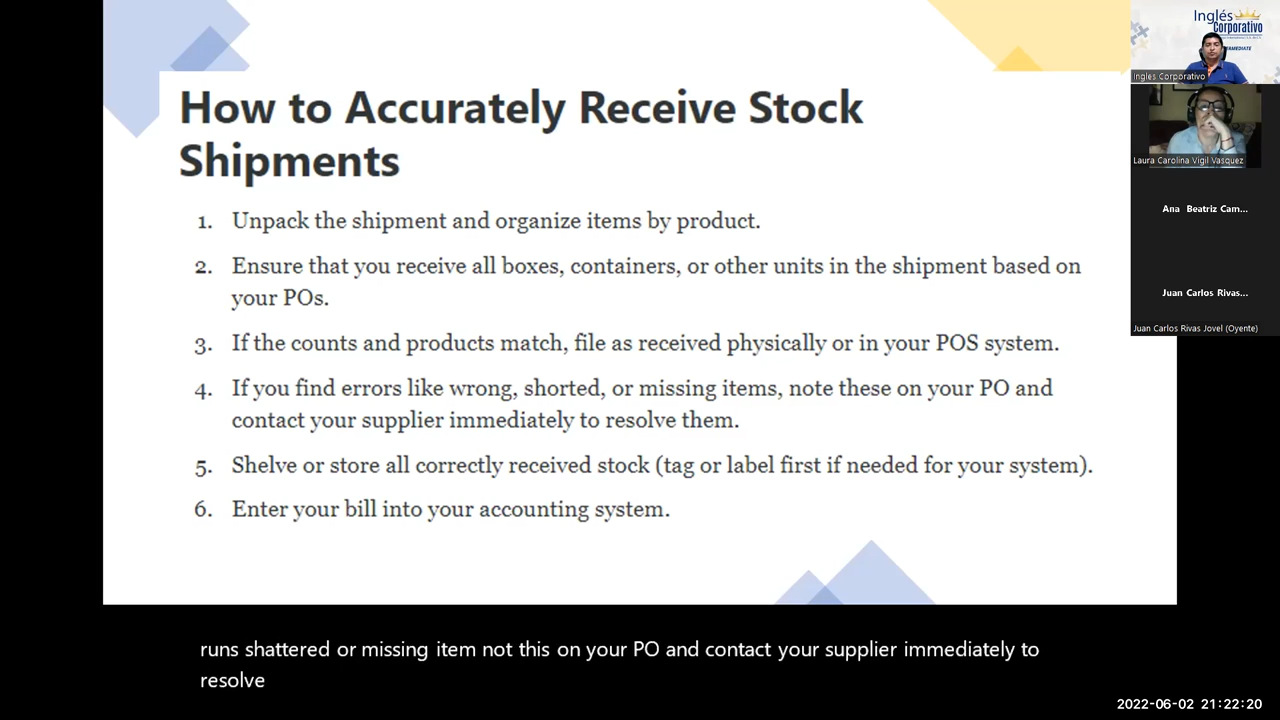 How to Accurately Receive Stock
Shipments
1. Unpack the shipment and organize items by product.
2. Ensure that you receive all boxes, containers, or other units in the shipment based on
your POs.
3. If the counts and products match, file as received physically or in your POS system.
4. If you find errors like wrong, shorted, or missing items, note these on your PO and
contact your supplier immediately to resolve them.
5. Shelve or store all correctly received stock (tag or label first if needed for your system).
6. Enter your bill into your accounting system.
Inglés
Corporativo
Ingles Corporativo
Laura Carolina Vigil Vasquez
Ana Beatriz Cam...
Juan Carlos Rivas...
Juan Carlos Rivas Jovel (Oyente)
runs shattered or missing item not this on your PO and contact your supplier immediately to
resolve
2022-06-02 21:22:20